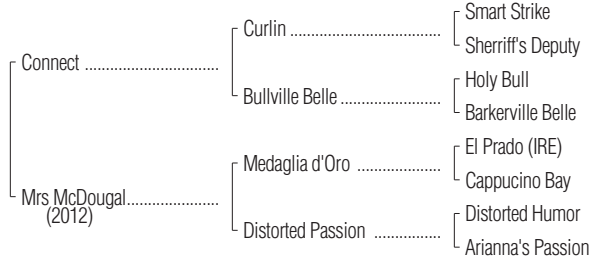 Smart Strike
Curlin
Sherriff's Deputy
Connect
Holy Bull
Bullville Belle
Barkerville Belle
El Prado (IRE)
Medaglia d'Oro
Cappucino Bay
Mrs McDougal
(2012)
Distorted Humor
Distorted Passion
Arianna's Passion